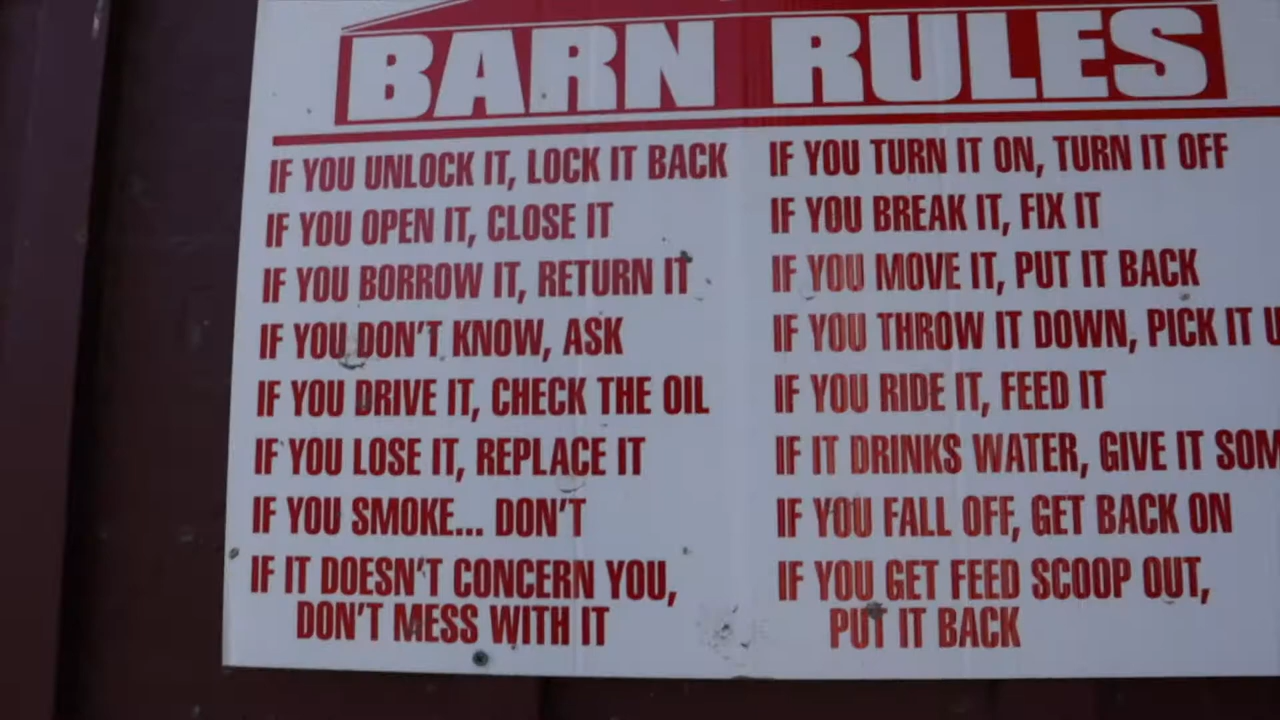 BARN RULES
IF YOU UNLOCK IT, LOCK IT BACK
IF YOU OPEN IT, CLOSE IT
IF YOU BORROW IT, RETURN IT
IF YOU DON'T KNOW, ASK
IF YOU DRIVE IT, CHECK THE OIL
IF YOU LOSE IT, REPLACE IT
IF YOU SMOKE... DON'T
IF IT DOESN'T CONCERN YOU,
DON'T MESS WITH IT
IF YOU TURN IT ON, TURN IT OFF
IF YOU BREAK IT, FIX IT
IF YOU MOVE IT, PUT IT BACK
IF YOU THROW IT DOWN, PICK IT
IF YOU RIDE IT, FEED IT
IF IT DRINKS WATER, GIVE IT
IF YOU FALL OFF, GET BACK ON
IF YOU GET FEED SCOOP OUT,
PUT IT BACK